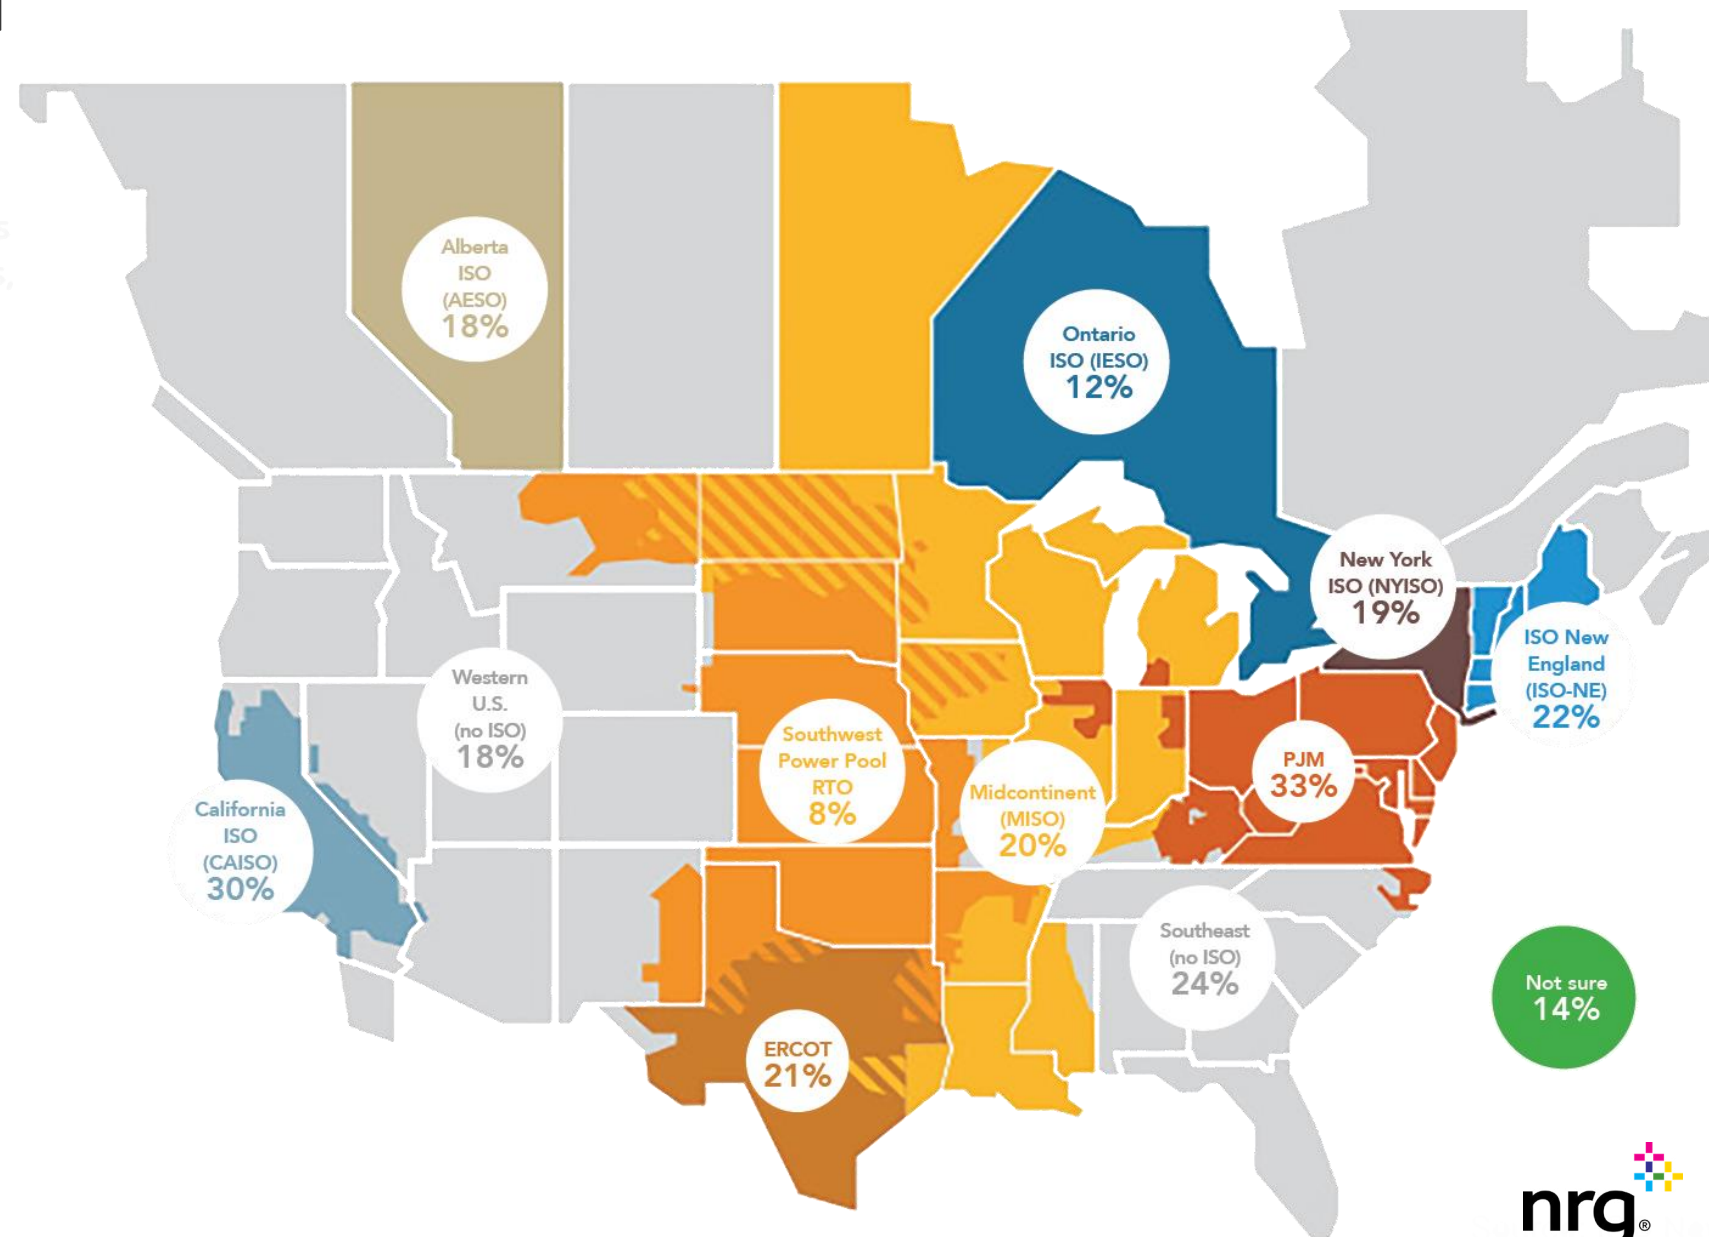 Alberta
ISO
(AESO)
18%
Ontario
ISO (IESO)
12%
New York
ISO (NYISO)
19%
ISO New
England
(ISO-NE)
22%
Western
U.S.
(no ISO)
18%
Southwest
Power Pool
RTO
8%
Midcontinent
(MISO)
20%
PJM
33%
California
ISO
(CAISO)
30%
Southeast
(no ISO)
24%
Not sure
14%
ERCOT
21%
nrg®